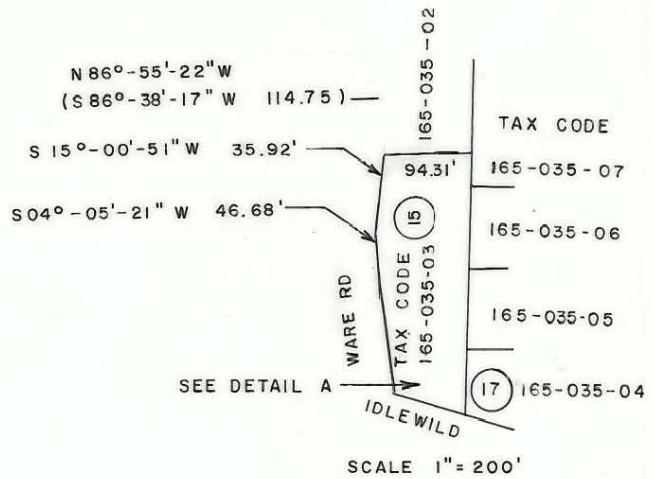 N 86°-55'-22" W
(S 86°-38'-17" W 114.75)
165-035-02
TAX CODE
S 15°-00'-51" W 35.92'
94.31'
165-035-07
S 04°-05'-21" W 46.68'
15
165-035-06
WARE RD
TAX CODE
165-035-03
165-035-05
SEE DETAIL A
17
165-035-04
IDLEWILD
SCALE 1"=200'